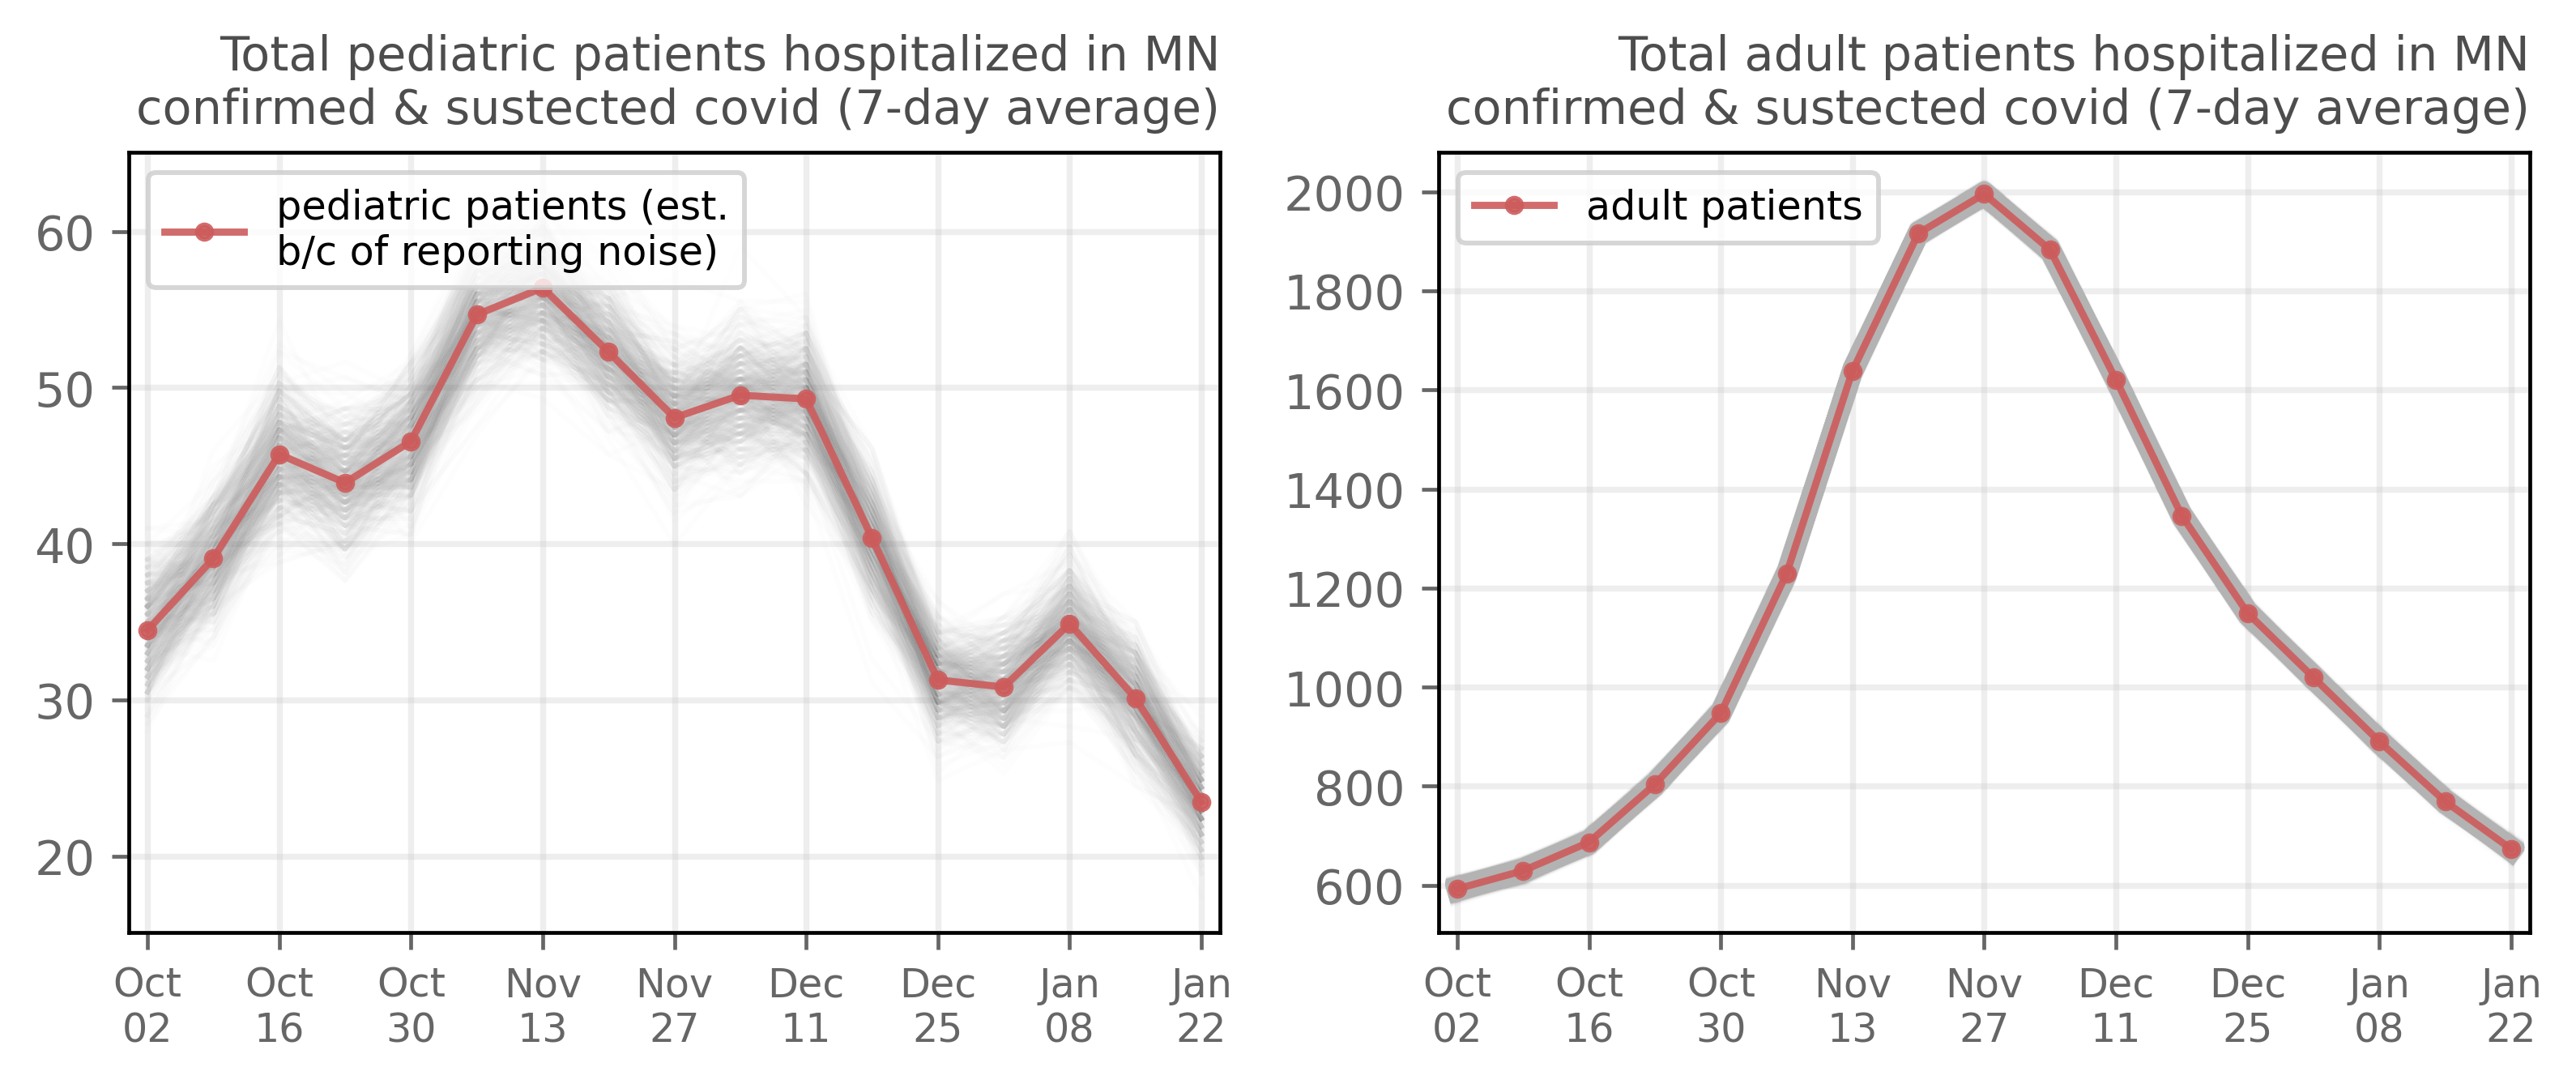 Total pediatric patients hospitalized in MN
confirmed & sustected covid (7-day average)
pediatric patients (est.
b/c of reporting noise)
60
50
40
30
20
Oct Oct Oct Nov Nov Dec Dec Jan Jan
02 16 30 13 27 11 25 08 22
Total adult patients hospitalized in MN
confirmed & sustected covid (7-day average)
adult patients
2000
1800
1600
1400
1200
1000
800
600
Oct Oct Oct Nov Nov Dec Dec Jan Jan
02 16 30 13 27 11 25 08 22